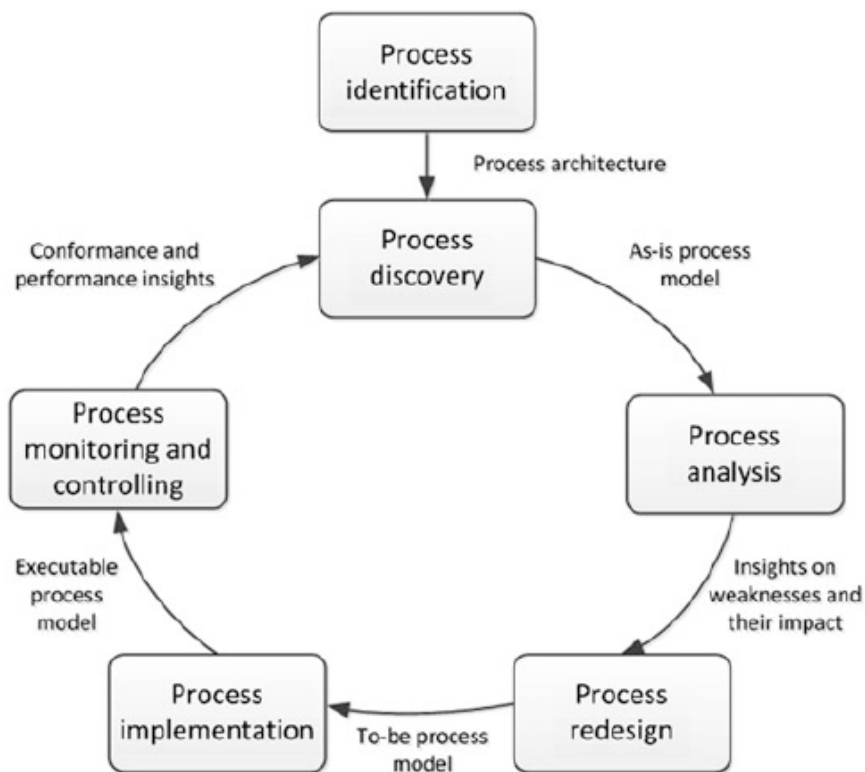 Process
identification
Process architecture
Process
discovery
Conformance and
performance insights
As-is process
model
Process
monitoring and
controlling
Process
analysis
Executable
process
model
Insights on
weaknesses and
their impact
Process
implementation
Process
redesign
To-be process
model